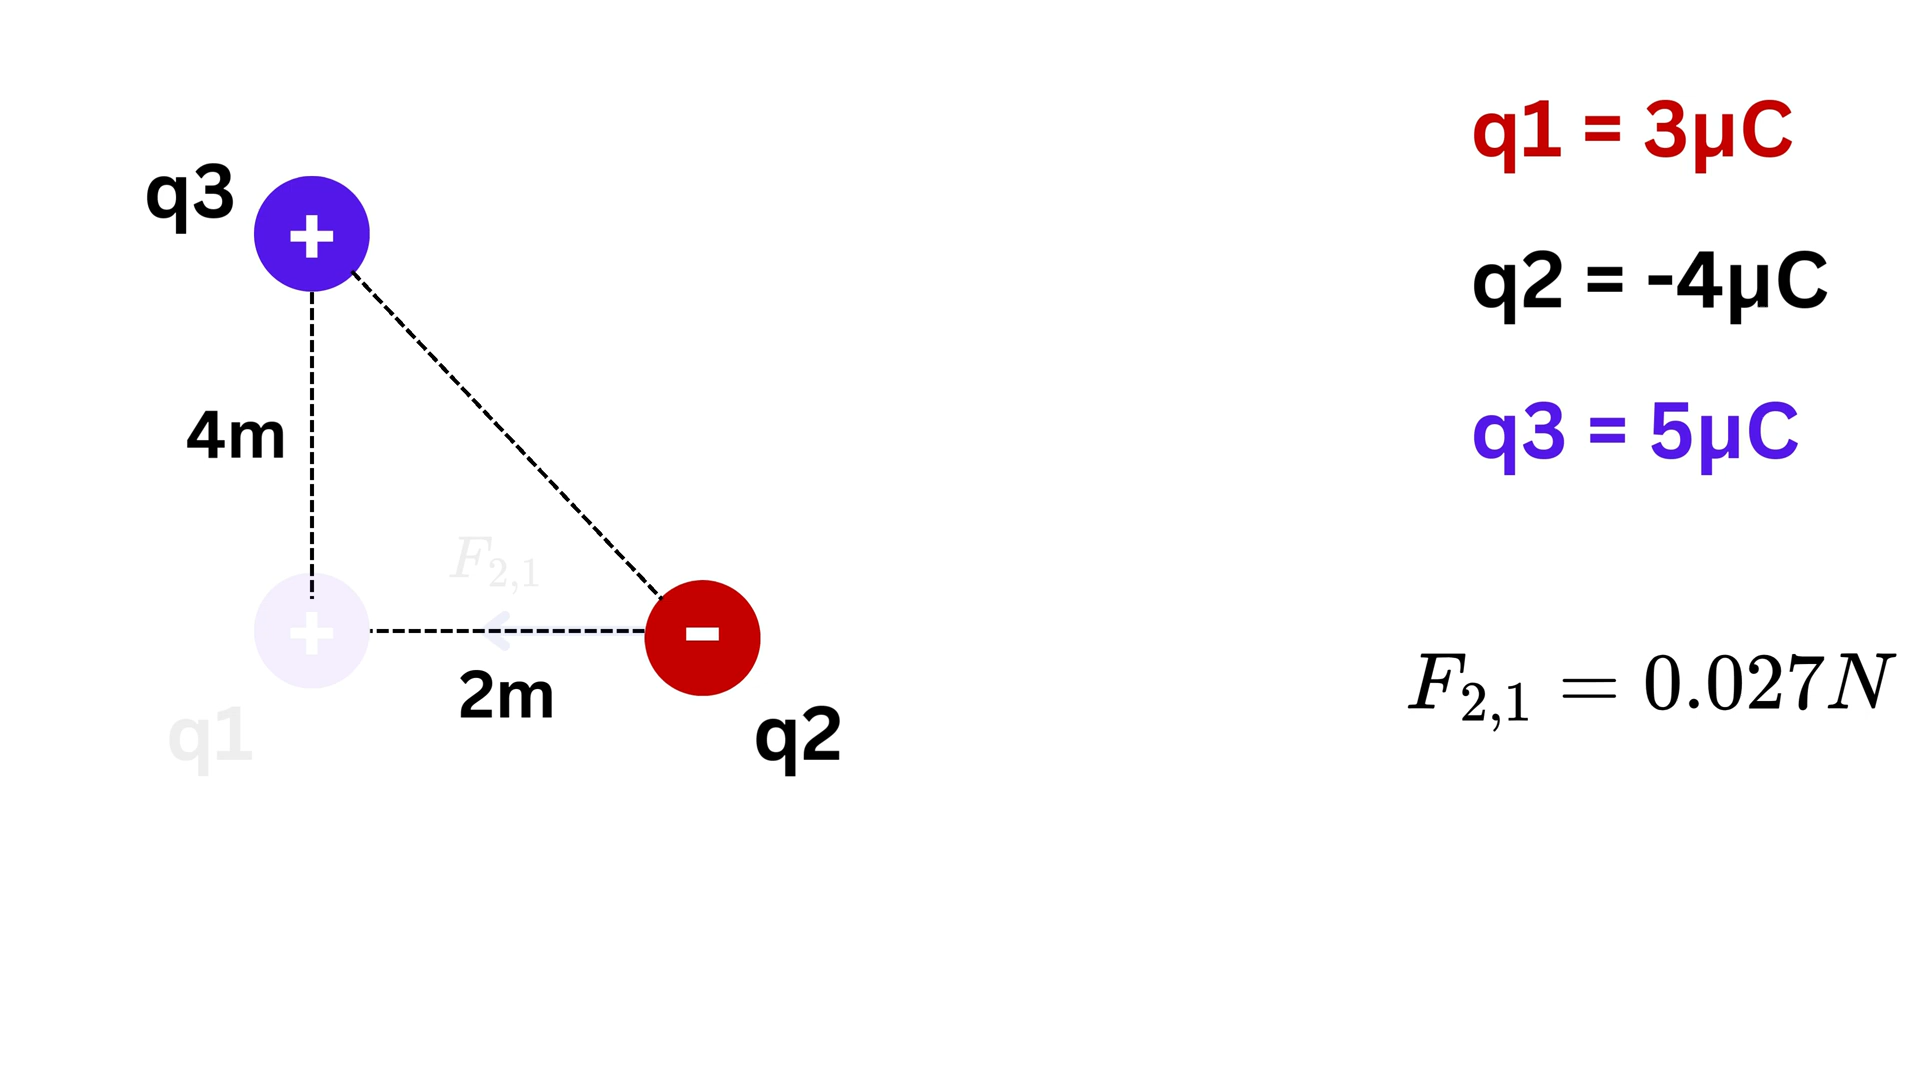 q3
+
4m
F2,1
+
-
2m
q1
q2
q1 = 3µC
q2 = -4µC
q3 = 5µC
F2,1 = 0.027N